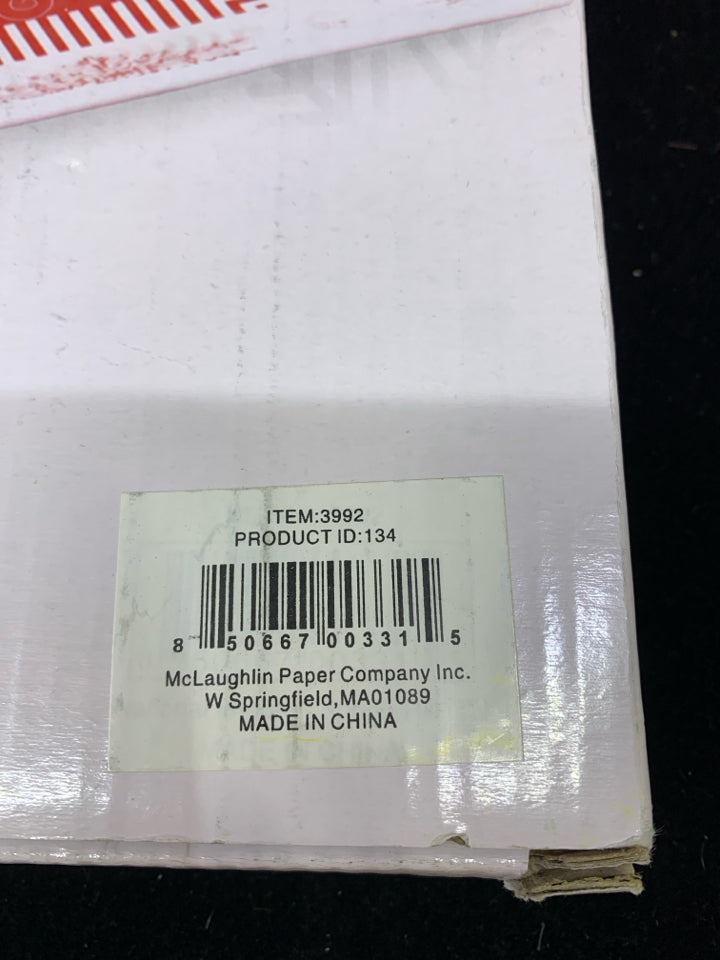 ITEM:3992
PRODUCT ID:134
8 50667 00331 5
McLaughlin Paper Company Inc.
W Springfield,MA01089
MADE IN CHINA